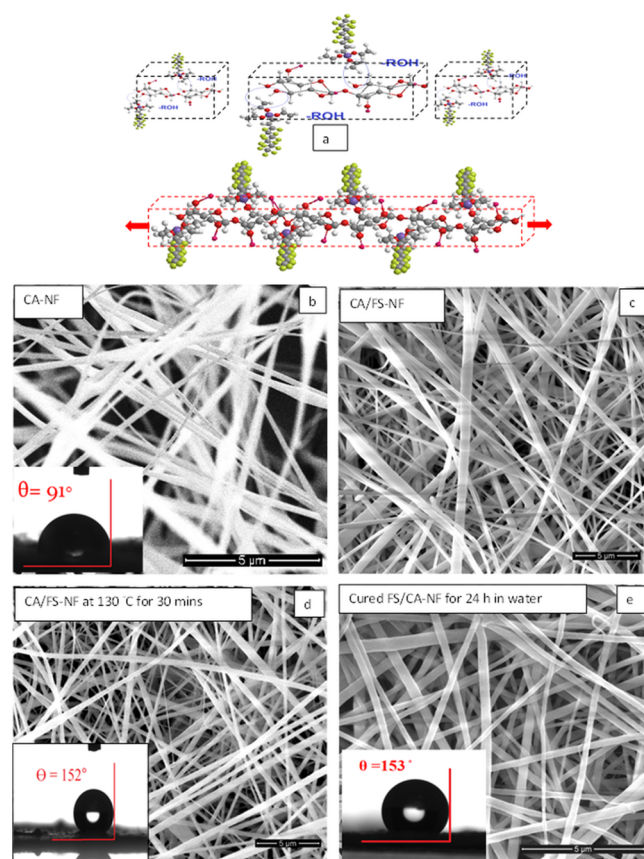 -ROH
-ROH
-ROH
-ROH
-ROH
-ROH
a
CA-NF
b
θ= 91°
5 µm
CA/FS-NF
c
5 µm
CA/FS-NF at 130 °C for 30 mins
d
Θ = 152°
5 µm
Cured FS/CA-NF for 24 h in water
e
θ =153 °
5 µm